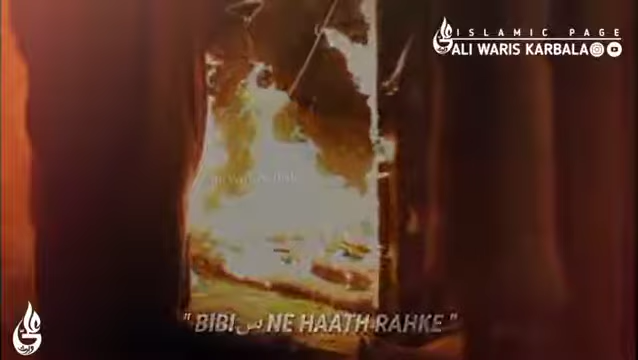 ISLAMIC PAGE
ALI WARIS KARBALA
" BIBI س NE HAATH RAHKE "